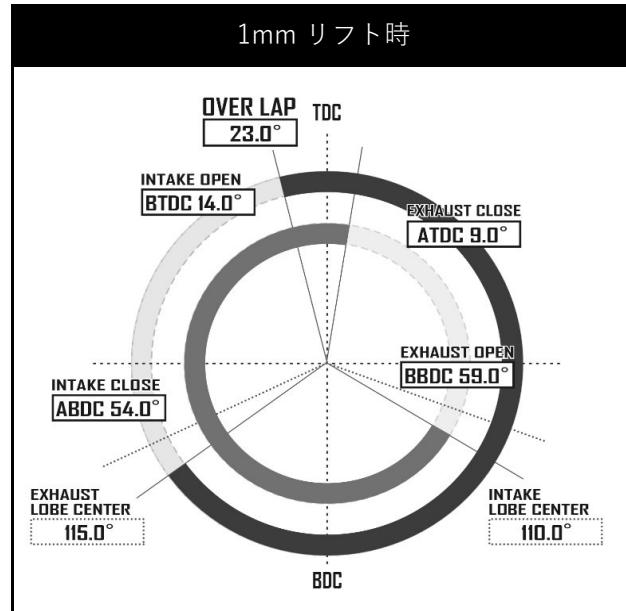 1mm リフト時
OVER LAP
23.0°
TDC
INTAKE OPEN
BTDC 14.0°
EXHAUST CLOSE
ATDC 9.0°
EXHAUST OPEN
BBDC 59.0°
INTAKE CLOSE
ABDC 54.0°
EXHAUST
LOBE CENTER
115.0°
INTAKE
LOBE CENTER
110.0°
BDC